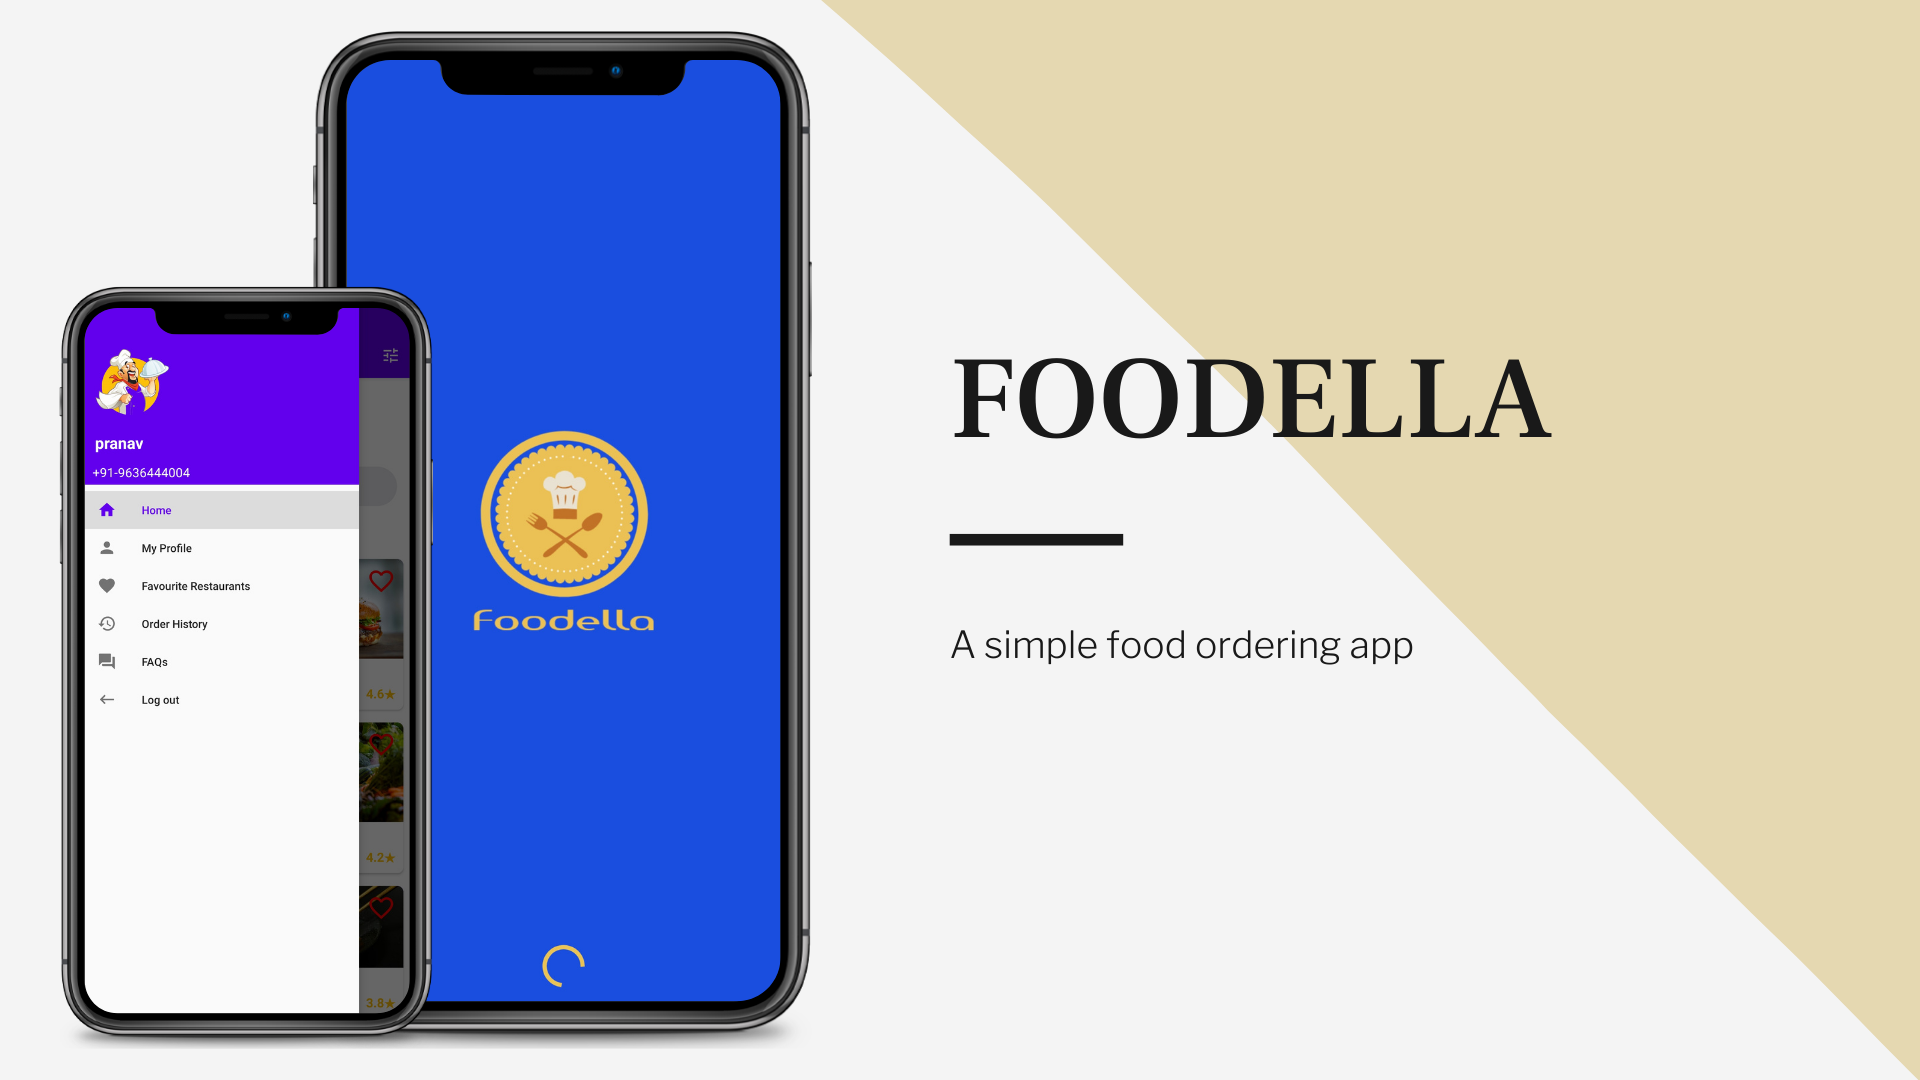 pranav
+91-9636444004
Home
My Profile
Favourite Restaurants
Order History
FAQs
Log out
4.6★
4.2★
3.8★
Foodella
FOODELLA
A simple food ordering app